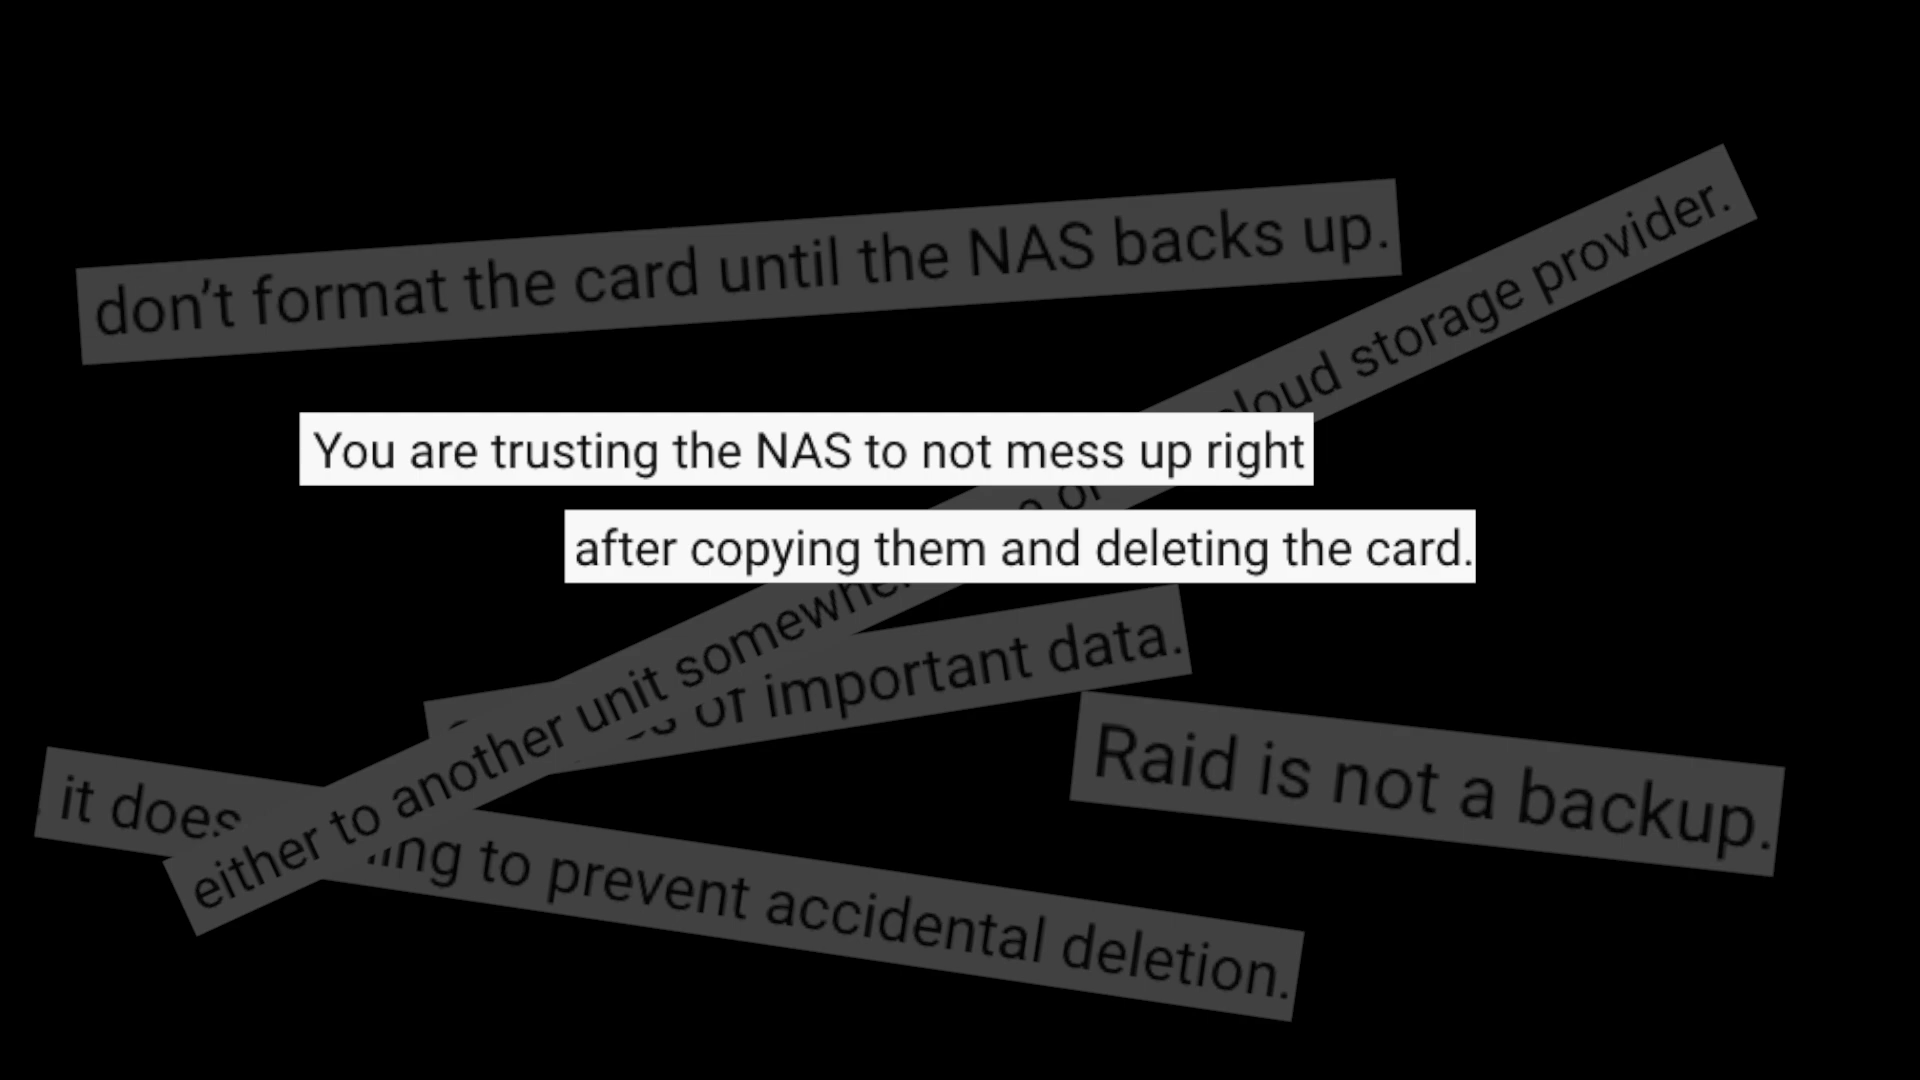 don't format the card until the NAS backs up.
You are trusting the NAS to not mess up right
after copying them and deleting the card.
either to another unit storage provider.
of important data.
Raid is not a backup.
it does to prevent accidental deletion.